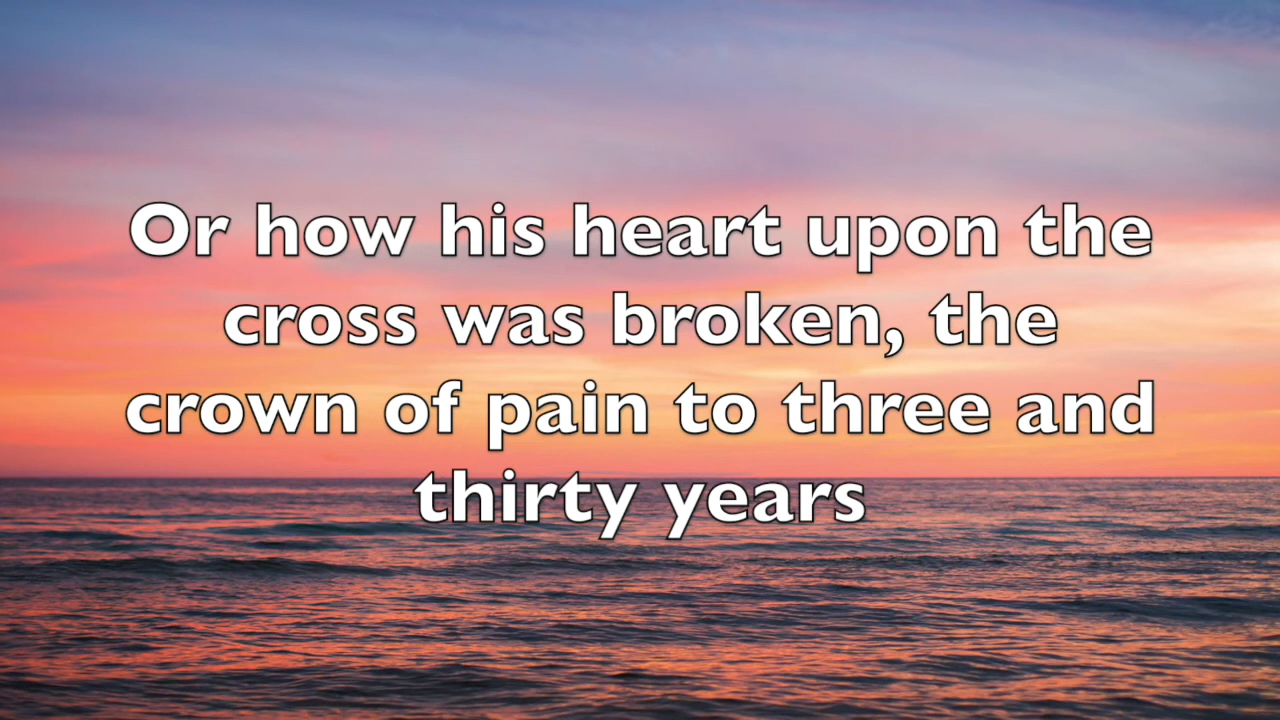 Or how his heart upon the
cross was broken, the
crown of pain to three and
thirty years